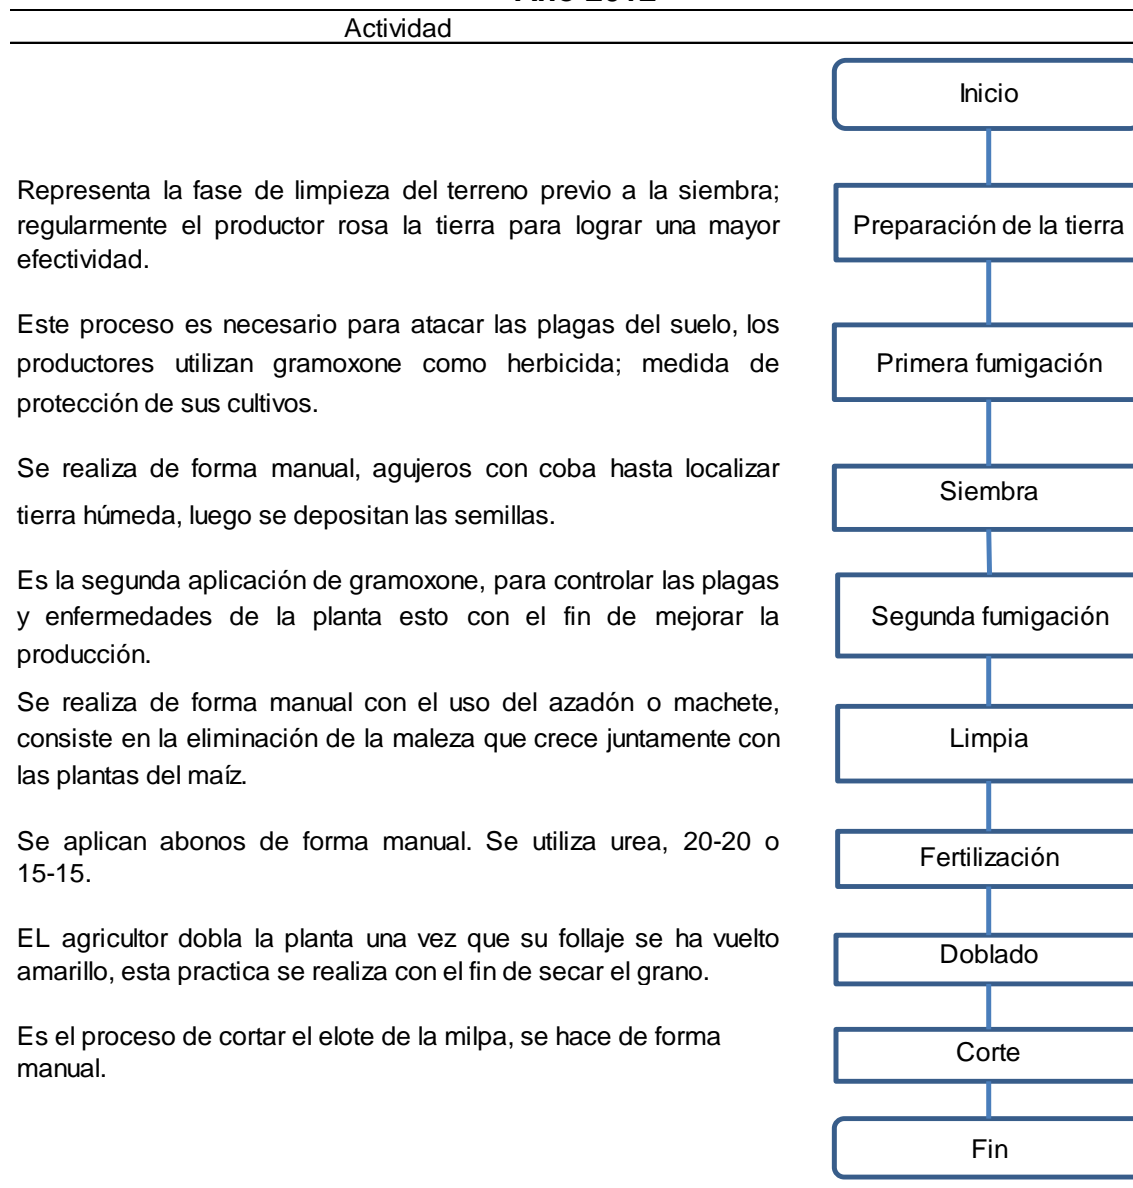 Actividad
Inicio
Representa la fase de limpieza del terreno previo a la siembra;
regularmente el productor rosa la tierra para lograr una mayor
efectividad.
Preparación de la tierra
Este proceso es necesario para atacar las plagas del suelo, los
productores utilizan gramoxone como herbicida; medida de
protección de sus cultivos.
Primera fumigación
Se realiza de forma manual, agujeros con coba hasta localizar
tierra húmeda, luego se depositan las semillas.
Siembra
Es la segunda aplicación de gramoxone, para controlar las plagas
y enfermedades de la planta esto con el fin de mejorar la
producción.
Segunda fumigación
Se realiza de forma manual con el uso del azadón o machete,
consiste en la eliminación de la maleza que crece juntamente con
las plantas del maíz.
Limpia
Se aplican abonos de forma manual. Se utiliza urea, 20-20 o
15-15.
Fertilización
EL agricultor dobla la planta una vez que su follaje se ha vuelto
amarillo, esta practica se realiza con el fin de secar el grano.
Doblado
Es el proceso de cortar el elote de la milpa, se hace de forma
manual.
Corte
Fin